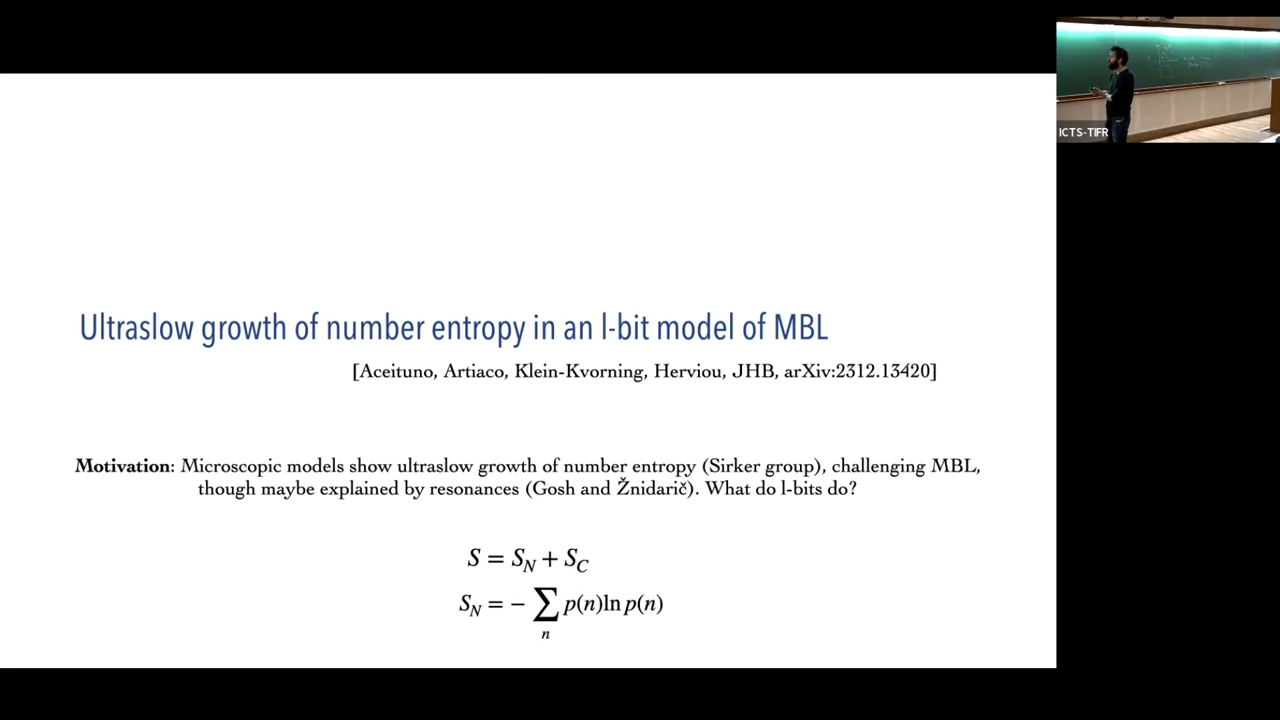 Ultraslow growth of number entropy in an l-bit model of MBL
[Aceituno, Artiaco, Klein-Kvorning, Herviou, JHB, arXiv:2312.13420]
Motivation: Microscopic models show ultraslow growth of number entropy (Sirker group), challenging MBL,
though maybe explained by resonances (Gosh and Žnidarič). What do l-bits do?
S = S_N + S_C
S_N = − ∑_n p(n)ln p(n)
ICTS-TIFR